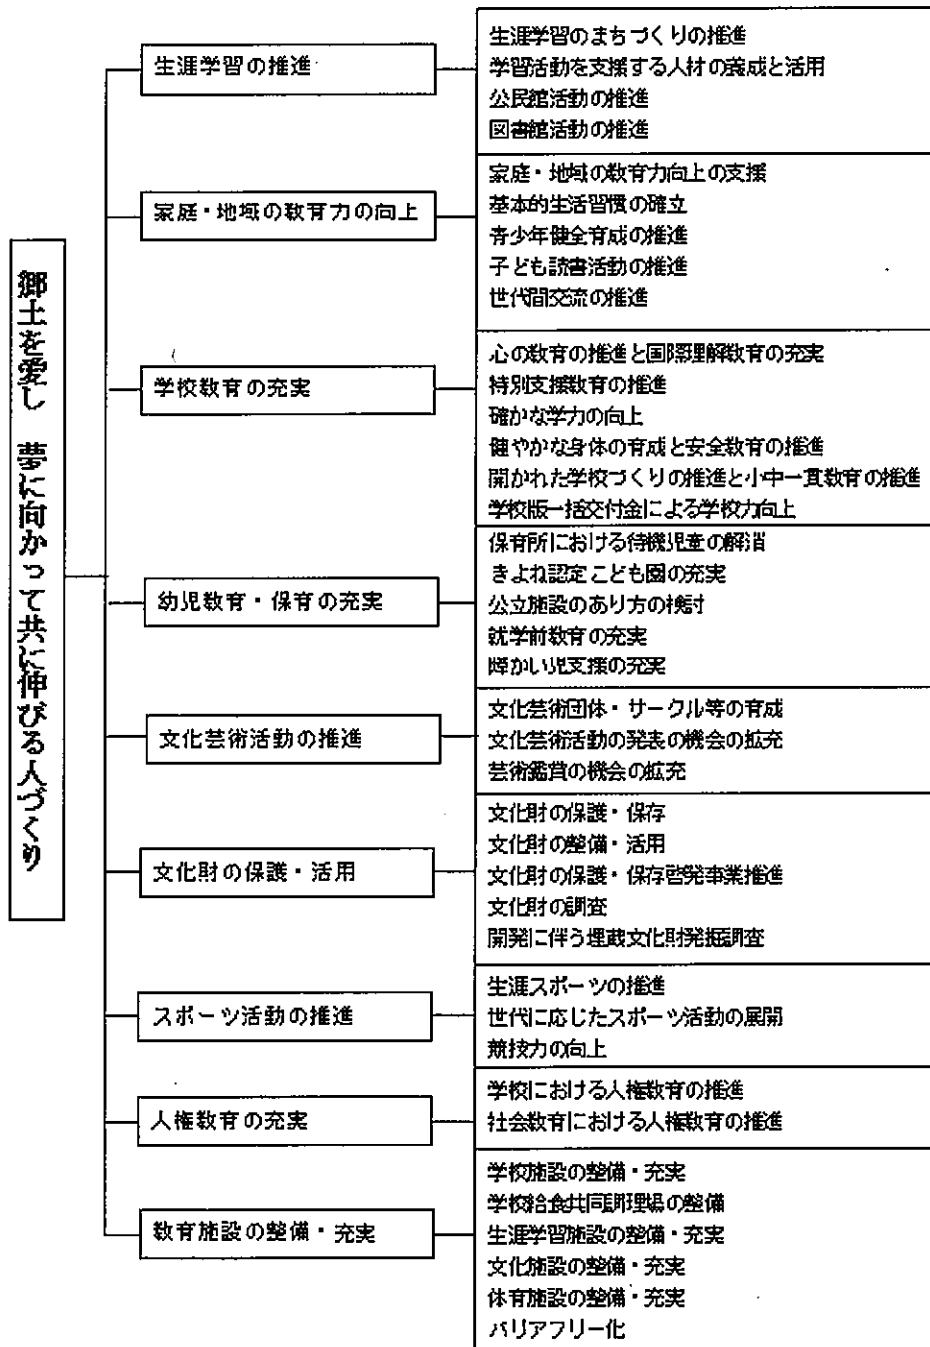 郷土を愛し 夢に向かって共に伸びる人づくり
生涯学習の推進
生涯学習のまちづくりの推進
学習活動を支援する人材の養成と活用
公民館活動の推進
図書館活動の推進
家庭・地域の教育力の向上
家庭・地域の教育力向上の支援
基本的生活習慣の確立
青少年健全育成の推進
子ども読書活動の推進
世代間交流の推進
学校教育の充実
心の教育の推進と国際理解教育の充実
特別支援教育の推進
確かな学力の向上
健やかな身体の育成と安全教育の推進
開かれた学校づくりの推進と小中一貫教育の推進
学校版一括交付金による学校力向上
幼児教育・保育の充実
保育所における待機児童の解消
きよね認定こども園の充実
公立施設のあり方の検討
就学前教育の充実
障がい児支援の充実
文化芸術活動の推進
文化芸術団体・サークル等の育成
文化芸術活動の発表の機会の拡充
芸術鑑賞の機会の拡充
文化財の保護・活用
文化財の保護・保存
文化財の整備・活用
文化財の保護・保存啓発事業推進
文化財の調査
開発に伴う埋蔵文化財発掘調査
スポーツ活動の推進
生涯スポーツの推進
世代に応じたスポーツ活動の展開
競技力の向上
人権教育の充実
学校における人権教育の推進
社会教育における人権教育の推進
教育施設の整備・充実
学校施設の整備・充実
学校給食共同調理場の整備
生涯学習施設の整備・充実
文化施設の整備・充実
体育施設の整備・充実
バリアフリー化